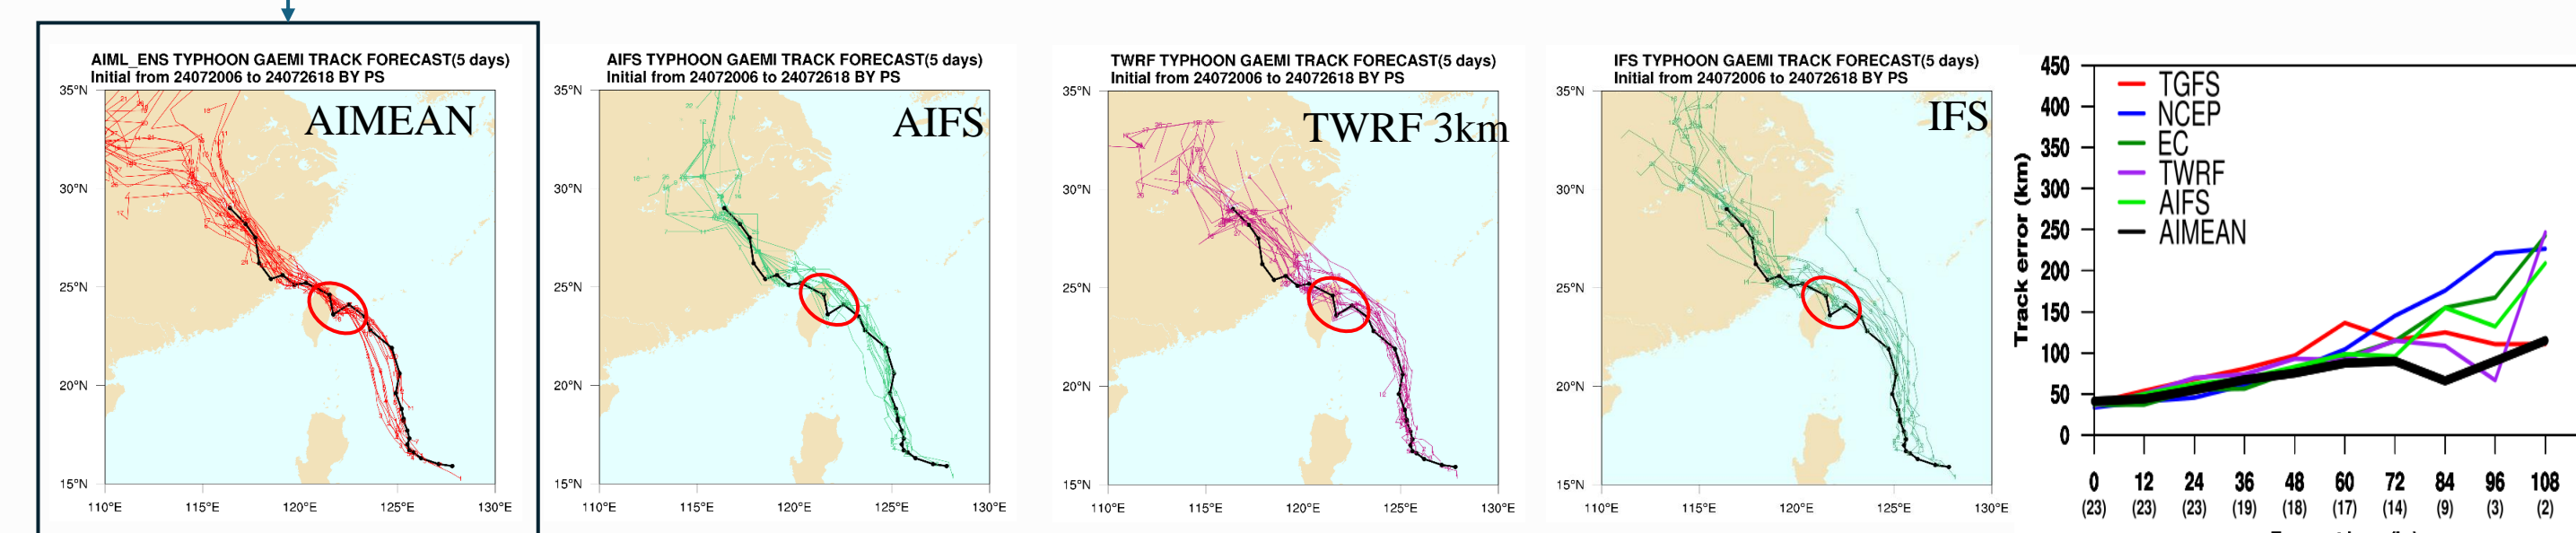 AIML_ENS TYPHOON GAEMI TRACK FORECAST(5 days)
Initial from 24072006 to 24072618 BY PS
AIMEAN
35°N
30°N
25°N
20°N
15°N
110°E 115°E 120°E 125°E 130°E
AIFS TYPHOON GAEMI TRACK FORECAST(5 days)
Initial from 24072006 to 24072618 BY PS
AIFS
35°N
30°N
25°N
20°N
15°N
110°E 115°E 120°E 125°E 130°E
TWRF TYPHOON GAEMI TRACK FORECAST(5 days)
Initial from 24072006 to 24072618 BY PS
TWRF 3km
35°N
30°N
25°N
20°N
15°N
110°E 115°E 120°E 125°E 130°E
IFS TYPHOON GAEMI TRACK FORECAST(5 days)
Initial from 24072006 to 24072618 BY PS
IFS
35°N
30°N
25°N
20°N
15°N
110°E 115°E 120°E 125°E 130°E
Track error (km)
450
400
350
300
250
200
150
100
50
0
TGFS
NCEP
EC
TWRF
AIFS
AIMEAN
0 12 24 36 48 60 72 84 96 108
(23) (23) (23) (19) (18) (17) (14) (9) (3) (2)